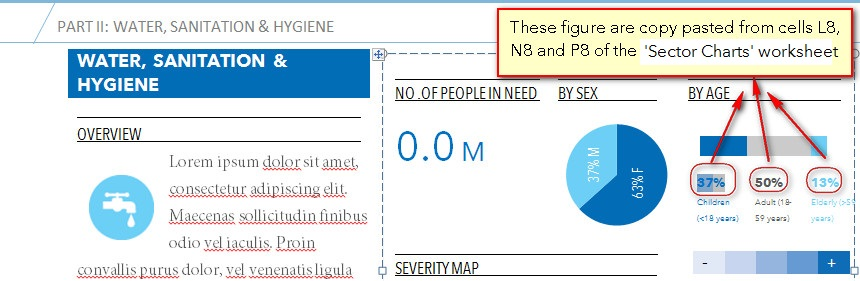 PART II: WATER, SANITATION & HYGIENE
These figure are copy pasted from cells L8,
N8 and P8 of the 'Sector Charts' worksheet
WATER, SANITATION &
HYGIENE
OVERVIEW
Lorem ipsum dolor sit amet,
consectetur adipiscing elit.
Maecenas sollicitudin finibus
odio vel iaculis. Proin
convallis purus dolor, vel venenatis ligula
NO .OF PEOPLE IN NEED
0.0 M
SEVERITY MAP
BY SEX
37% M
63% F
BY AGE
37% 50% 13%
Children Adult (18- Elderly (>59
(<18 years) 59 years) years)
- +